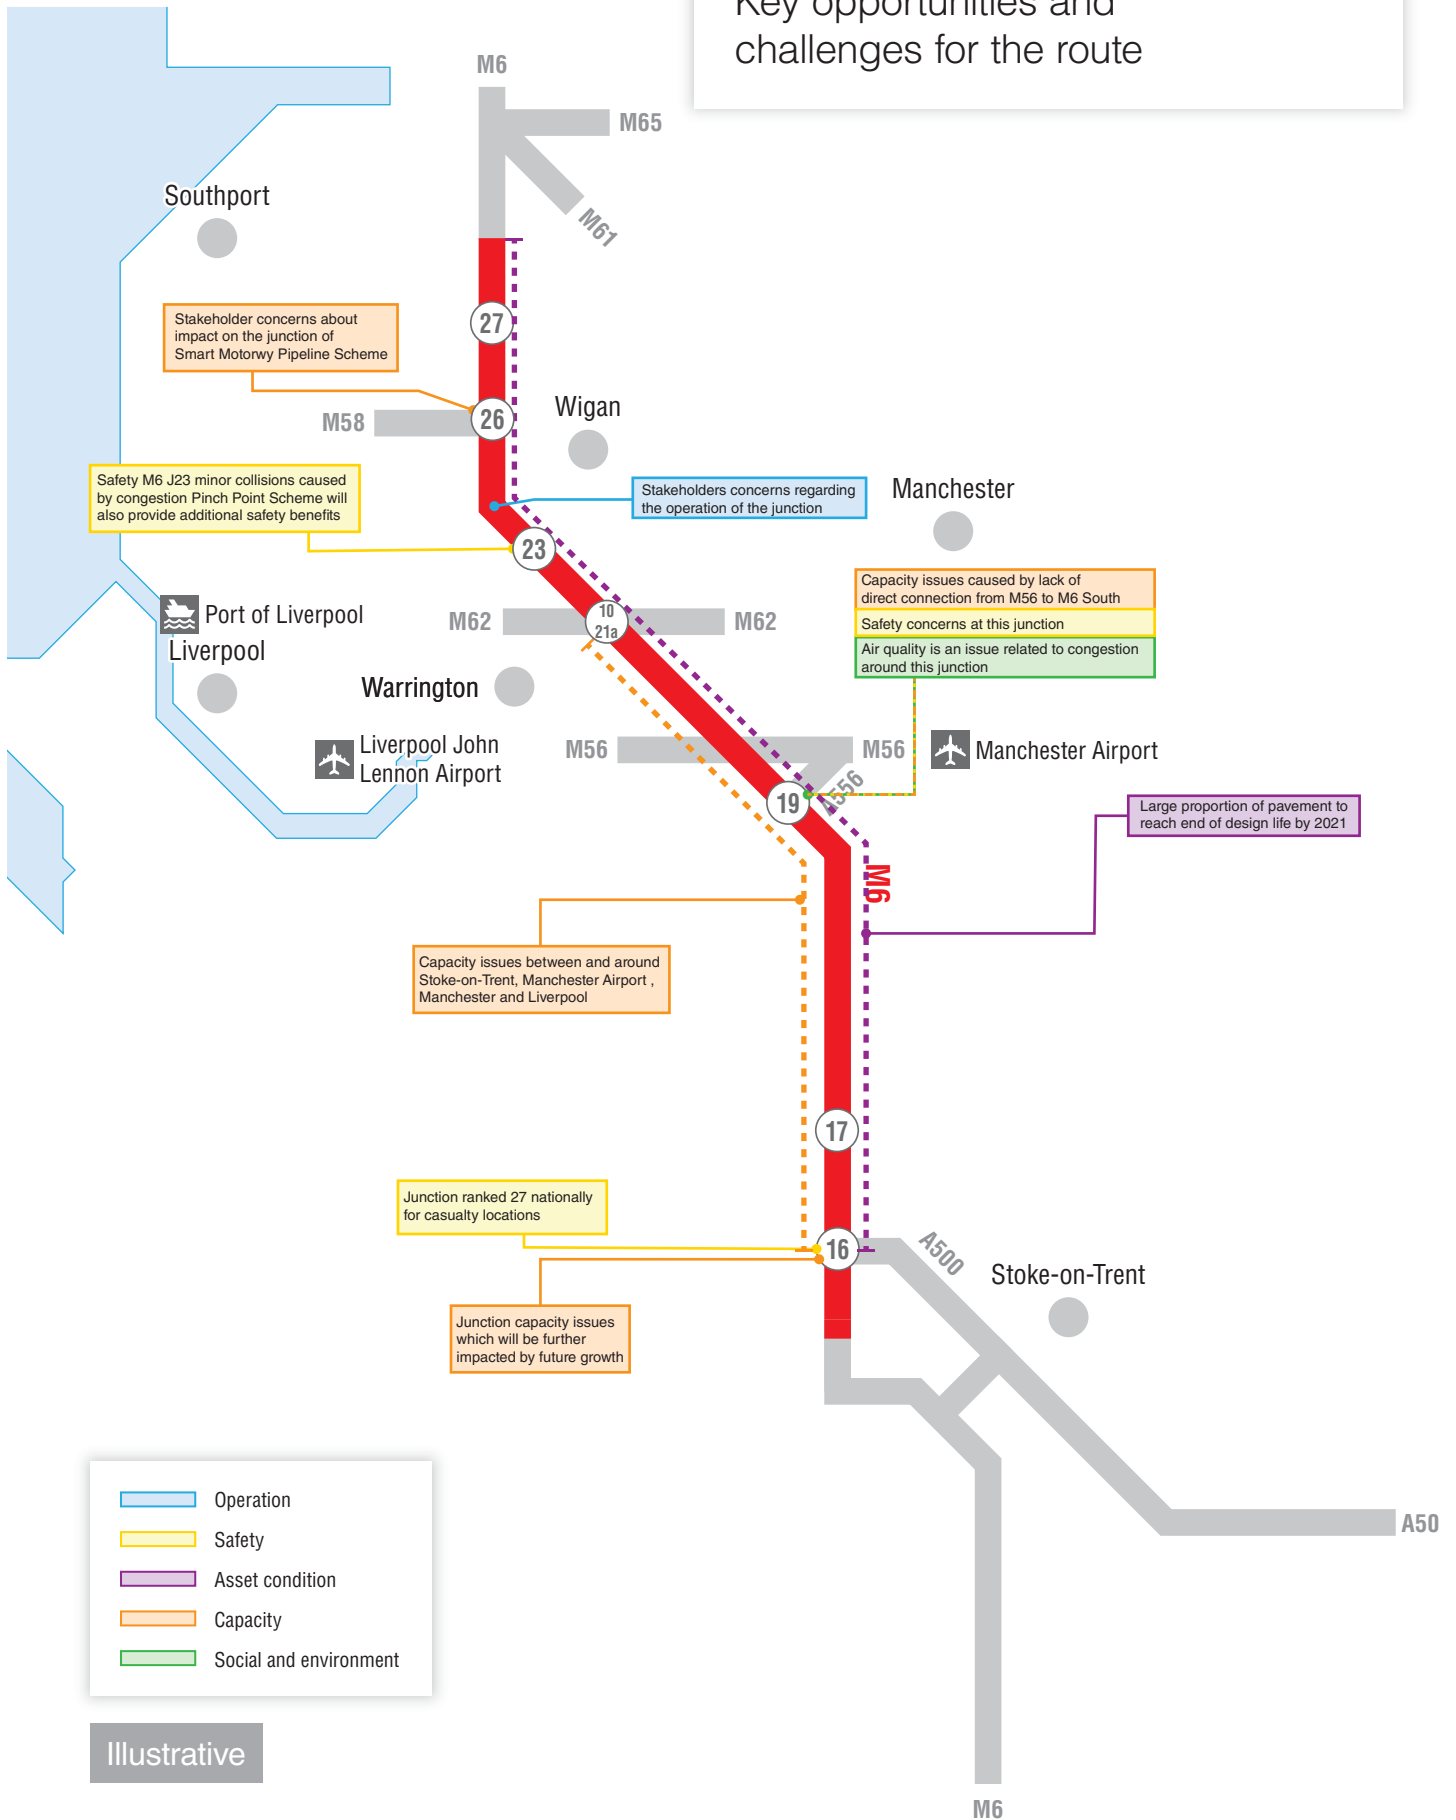 Key opportunities and
challenges for the route
M6
M65
M61
Southport
27
Stakeholder concerns about
impact on the junction of
Smart Motorwy Pipeline Scheme
M58
26
Wigan
Safety M6 J23 minor collisions caused
by congestion Pinch Point Scheme will
also provide additional safety benefits
Stakeholders concerns regarding
the operation of the junction
Manchester
23
Capacity issues caused by lack of
direct connection from M56 to M6 South
Safety concerns at this junction
Air quality is an issue related to congestion
around this junction
Port of Liverpool
Liverpool
M62
10
21a
M62
Warrington
Liverpool John
Lennon Airport
M56
M56
Manchester Airport
A556
19
Large proportion of pavement to
reach end of design life by 2021
M6
Capacity issues between and around
Stoke-on-Trent, Manchester Airport ,
Manchester and Liverpool
17
Junction ranked 27 nationally
for casualty locations
16
A500
Stoke-on-Trent
Junction capacity issues
which will be further
impacted by future growth
Operation
Safety
Asset condition
Capacity
Social and environment
A50
Illustrative
M6